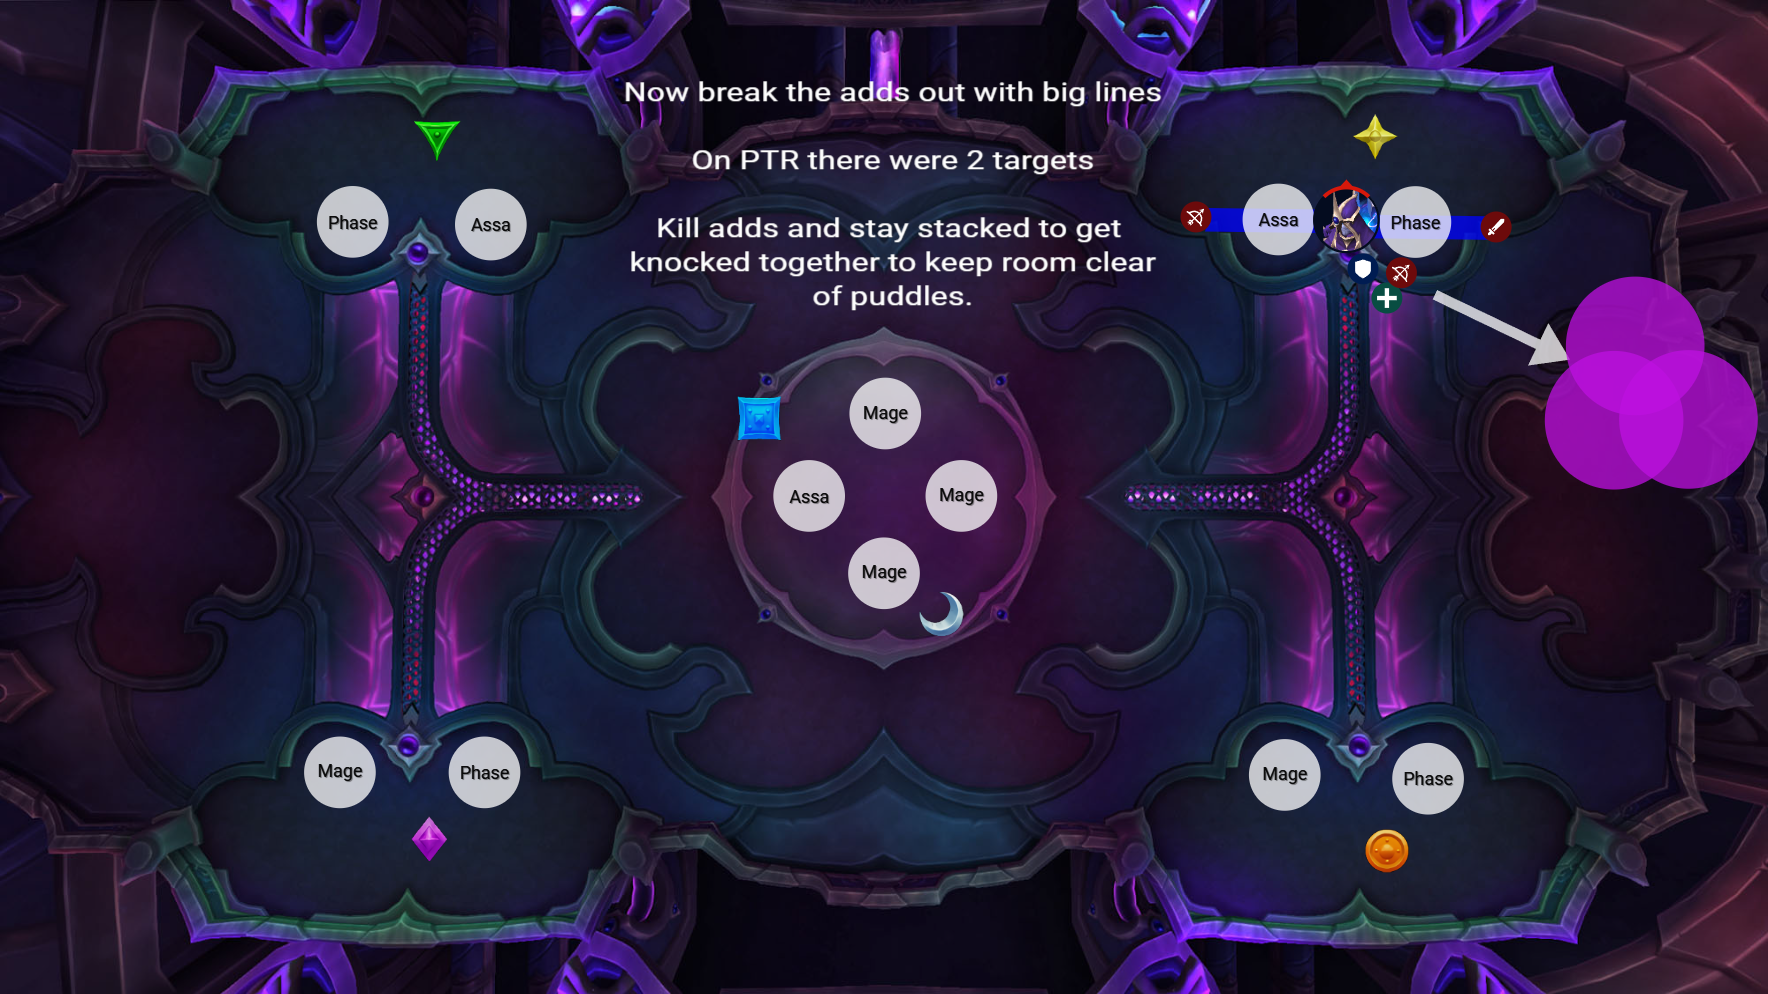 Now break the adds out with big lines
On PTR there were 2 targets
Kill adds and stay stacked to get
knocked together to keep room clear
of puddles.
Phase
Assa
Assa
Phase
Mage
Assa
Mage
Mage
Mage
Phase
Mage
Phase